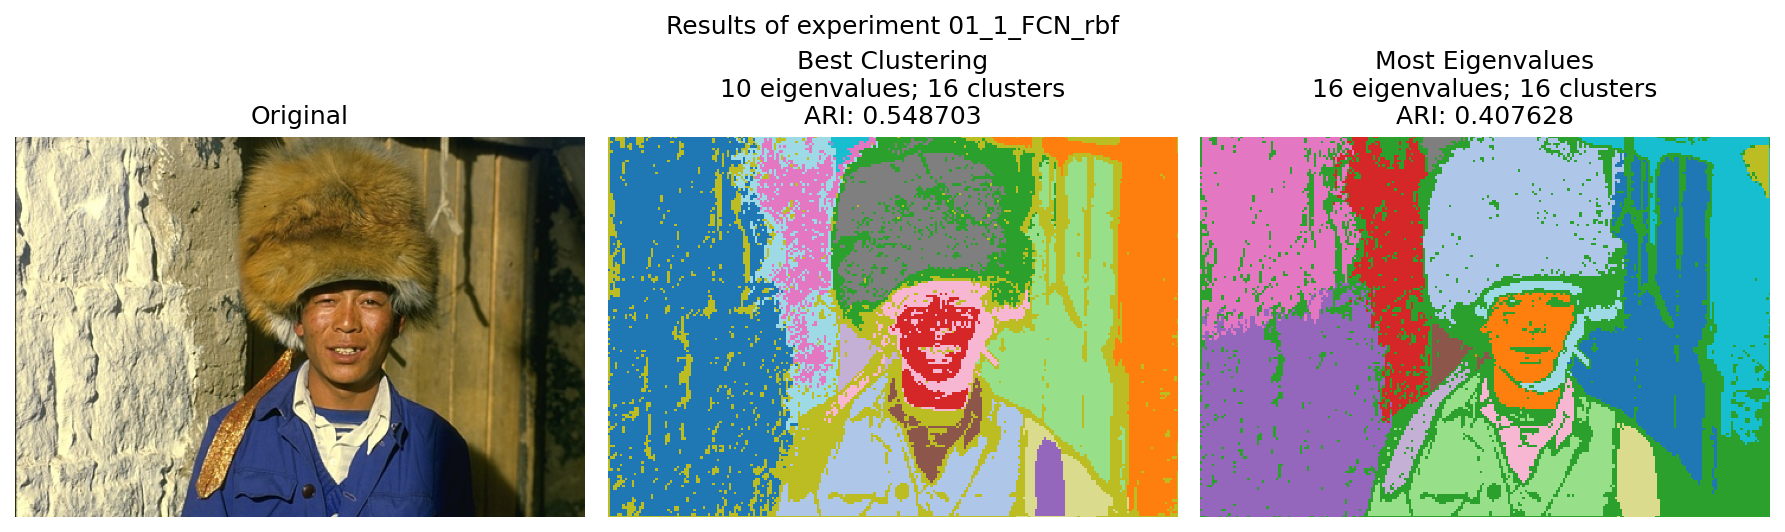 Results of experiment 01_1_FCN_rbf
Original
Best Clustering
10 eigenvalues; 16 clusters
ARI: 0.548703
Most Eigenvalues
16 eigenvalues; 16 clusters
ARI: 0.407628